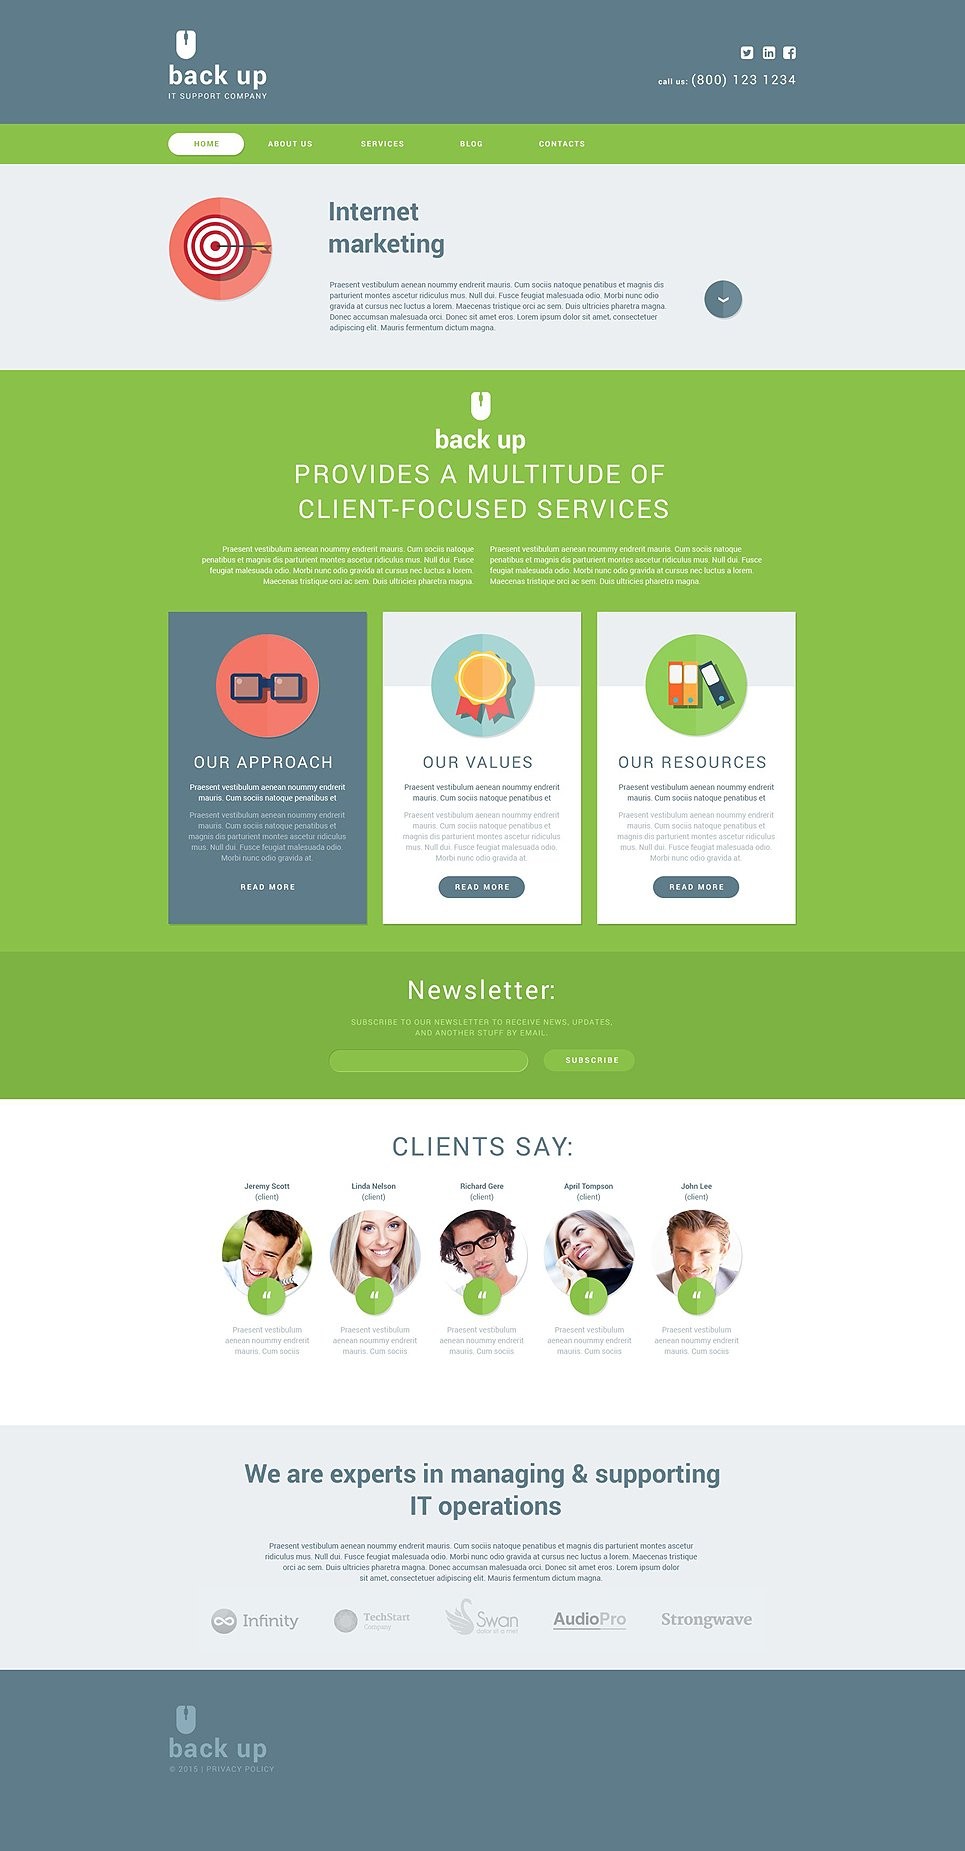 back up
IT SUPPORT COMPANY
call us: (800) 123 1234
HOME
ABOUT US
SERVICES
BLOG
CONTACTS
Internet
marketing
Praesent vestibulum aenean noummy endrerit mauris. Cum sociis natoque penatibus et magnis dis
parturient montes ascetur ridiculus mus. Null dui. Fusce feugiat malesuada odio. Morbi nunc odio
gravida at cursus nec luctus a lorem. Maecenas tristique orci ac sem. Duis ultricies pharetra magna.
Donec accumsan malesuada orci. Donec sit amet eros. Lorem ipsum dolor sit amet, consectetuer
adipiscing elit. Mauris fermentum dictum magna.
back up
PROVIDES A MULTITUDE OF
CLIENT-FOCUSED SERVICES
Praesent vestibulum aenean noummy endrerit mauris. Cum sociis natoque
penatibus et magnis dis parturient montes ascetur ridiculus mus. Null dui. Fusce
feugiat malesuada odio. Morbi nunc odio gravida at cursus nec luctus a lorem.
Maecenas tristique orci ac sem. Duis ultricies pharetra magna.
Praesent vestibulum aenean noummy endrerit mauris. Cum sociis natoque
penatibus et magnis dis parturient montes ascetur ridiculus mus. Null dui. Fusce
feugiat malesuada odio. Morbi nunc odio gravida at cursus nec luctus a lorem.
Maecenas tristique orci ac sem. Duis ultricies pharetra magna.
OUR APPROACH
Praesent vestibulum aenean noummy endrerit
mauris. Cum sociis natoque penatibus et
Praesent vestibulum aenean noummy endrerit
mauris. Cum sociis natoque penatibus et
magnis dis parturient montes ascetur ridiculus
mus. Null dui. Fusce feugiat malesuada odio.
Morbi nunc odio gravida at.
READ MORE
OUR VALUES
Praesent vestibulum aenean noummy endrerit
mauris. Cum sociis natoque penatibus et
Praesent vestibulum aenean noummy endrerit
mauris. Cum sociis natoque penatibus et
magnis dis parturient montes ascetur ridiculus
mus. Null dui. Fusce feugiat malesuada odio.
Morbi nunc odio gravida at.
READ MORE
OUR RESOURCES
Praesent vestibulum aenean noummy endrerit
mauris. Cum sociis natoque penatibus et
Praesent vestibulum aenean noummy endrerit
mauris. Cum sociis natoque penatibus et
magnis dis parturient montes ascetur ridiculus
mus. Null dui. Fusce feugiat malesuada odio.
Morbi nunc odio gravida at.
READ MORE
Newsletter:
SUBSCRIBE TO OUR NEWSLETTER TO RECEIVE NEWS, UPDATES,
AND ANOTHER STUFF BY EMAIL.
SUBSCRIBE
CLIENTS SAY:
Jeremy Scott
(client)
Praesent vestibulum
aenean noummy endrerit
mauris. Cum sociis
Linda Nelson
(client)
Praesent vestibulum
aenean noummy endrerit
mauris. Cum sociis
Richard Gere
(client)
Praesent vestibulum
aenean noummy endrerit
mauris. Cum sociis
April Tompson
(client)
Praesent vestibulum
aenean noummy endrerit
mauris. Cum sociis
John Lee
(client)
Praesent vestibulum
aenean noummy endrerit
mauris. Cum sociis
We are experts in managing & supporting
IT operations
Praesent vestibulum aenean noummy endrerit mauris. Cum sociis natoque penatibus et magnis dis parturient montes ascetur
ridiculus mus. Null dui. Fusce feugiat malesuada odio. Morbi nunc odio gravida at cursus nec luctus a lorem. Maecenas tristique
orci ac sem. Duis ultricies pharetra magna. Donec accumsan malesuada orci. Donec sit amet eros. Lorem ipsum dolor
sit amet, consectetuer adipiscing elit. Mauris fermentum dictum magna.
Infinity
TechStart
Company
Swan
dolor sit a met
AudioPro
Strongwave
back up
© 2015 | PRIVACY POLICY